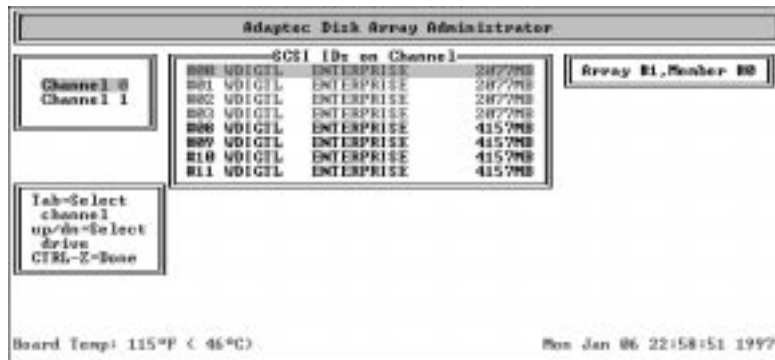 Adaptec Disk Array Administrator
Channel 0
Channel 1
SCSI IDs on Channel
#00 WDIGTL ENTERPRISE 2077MB
#01 WDIGTL ENTERPRISE 2077MB
#02 WDIGTL ENTERPRISE 2077MB
#03 WDIGTL ENTERPRISE 2077MB
#08 WDIGTL ENTERPRISE 4157MB
#09 WDIGTL ENTERPRISE 4157MB
#10 WDIGTL ENTERPRISE 4157MB
#11 WDIGTL ENTERPRISE 4157MB
Array #1,Member #0
Tab=Select
channel
up/dn=Select
drive
CTRL-Z=Done
Board Temp: 115°F ( 46°C)
Mon Jan 06 22:58:51 1997